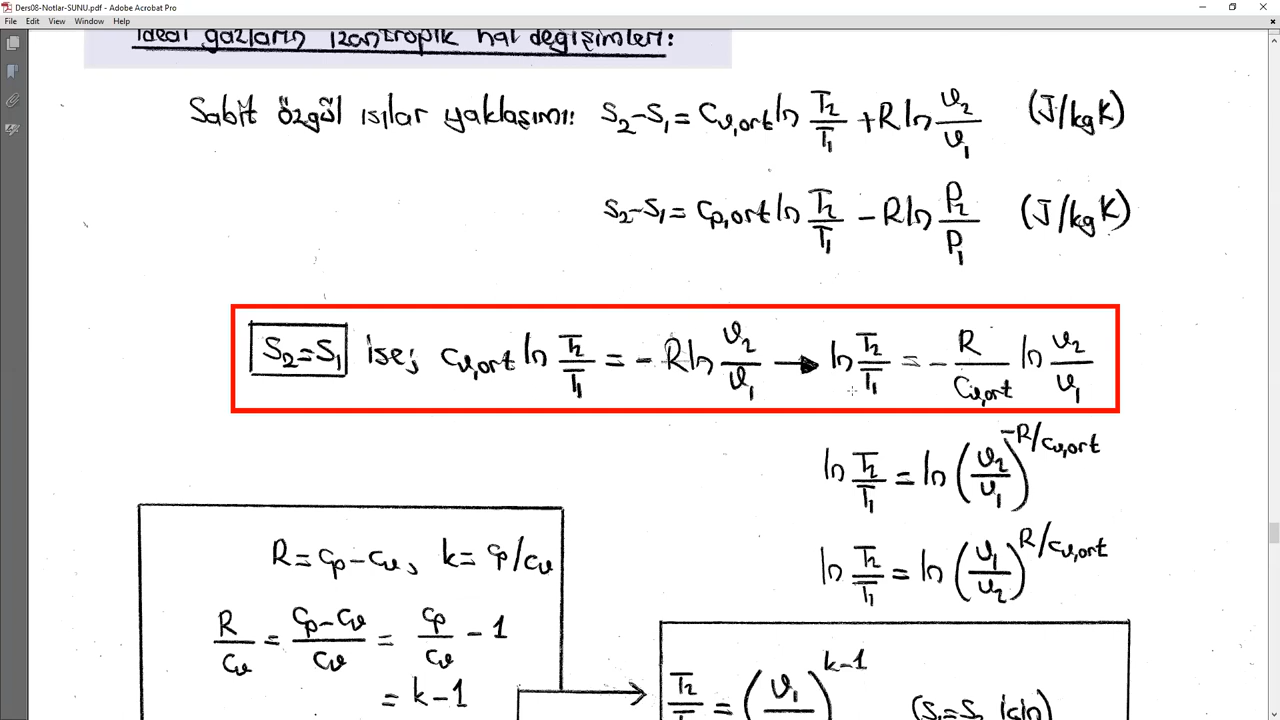 Ders08-Notlar-SUNU.pdf - Adobe Acrobat Pro
File Edit View Window Help
İdeal gazların izantropik hal değişimleri:
Sabit özgül ısılar yaklaşımı: S₂-S₁ = Cᵥ,ort ln T₂/T₁ + R ln v₂/v₁ (J/kgK)
S₂-S₁ = Cp,ort ln T₂/T₁ - R ln P₂/P₁ (J/kgK)
S₂=S₁ ise; Cᵥ,ort ln T₂/T₁ = - R ln v₂/v₁ → ln T₂/T₁ = - R/Cᵥ,ort ln v₂/v₁
ln T₂/T₁ = ln (v₂/v₁)^(-R/Cᵥ,ort)
ln T₂/T₁ = ln (v₁/v₂)^(R/Cᵥ,ort)
R = Cp - Cᵥ, k = Cp/Cᵥ
R/Cᵥ = (Cp-Cᵥ)/Cᵥ = Cp/Cᵥ - 1
= k-1
T₂/T₁ = (v₁/ )^(k-1) (S₁=S₂ için)